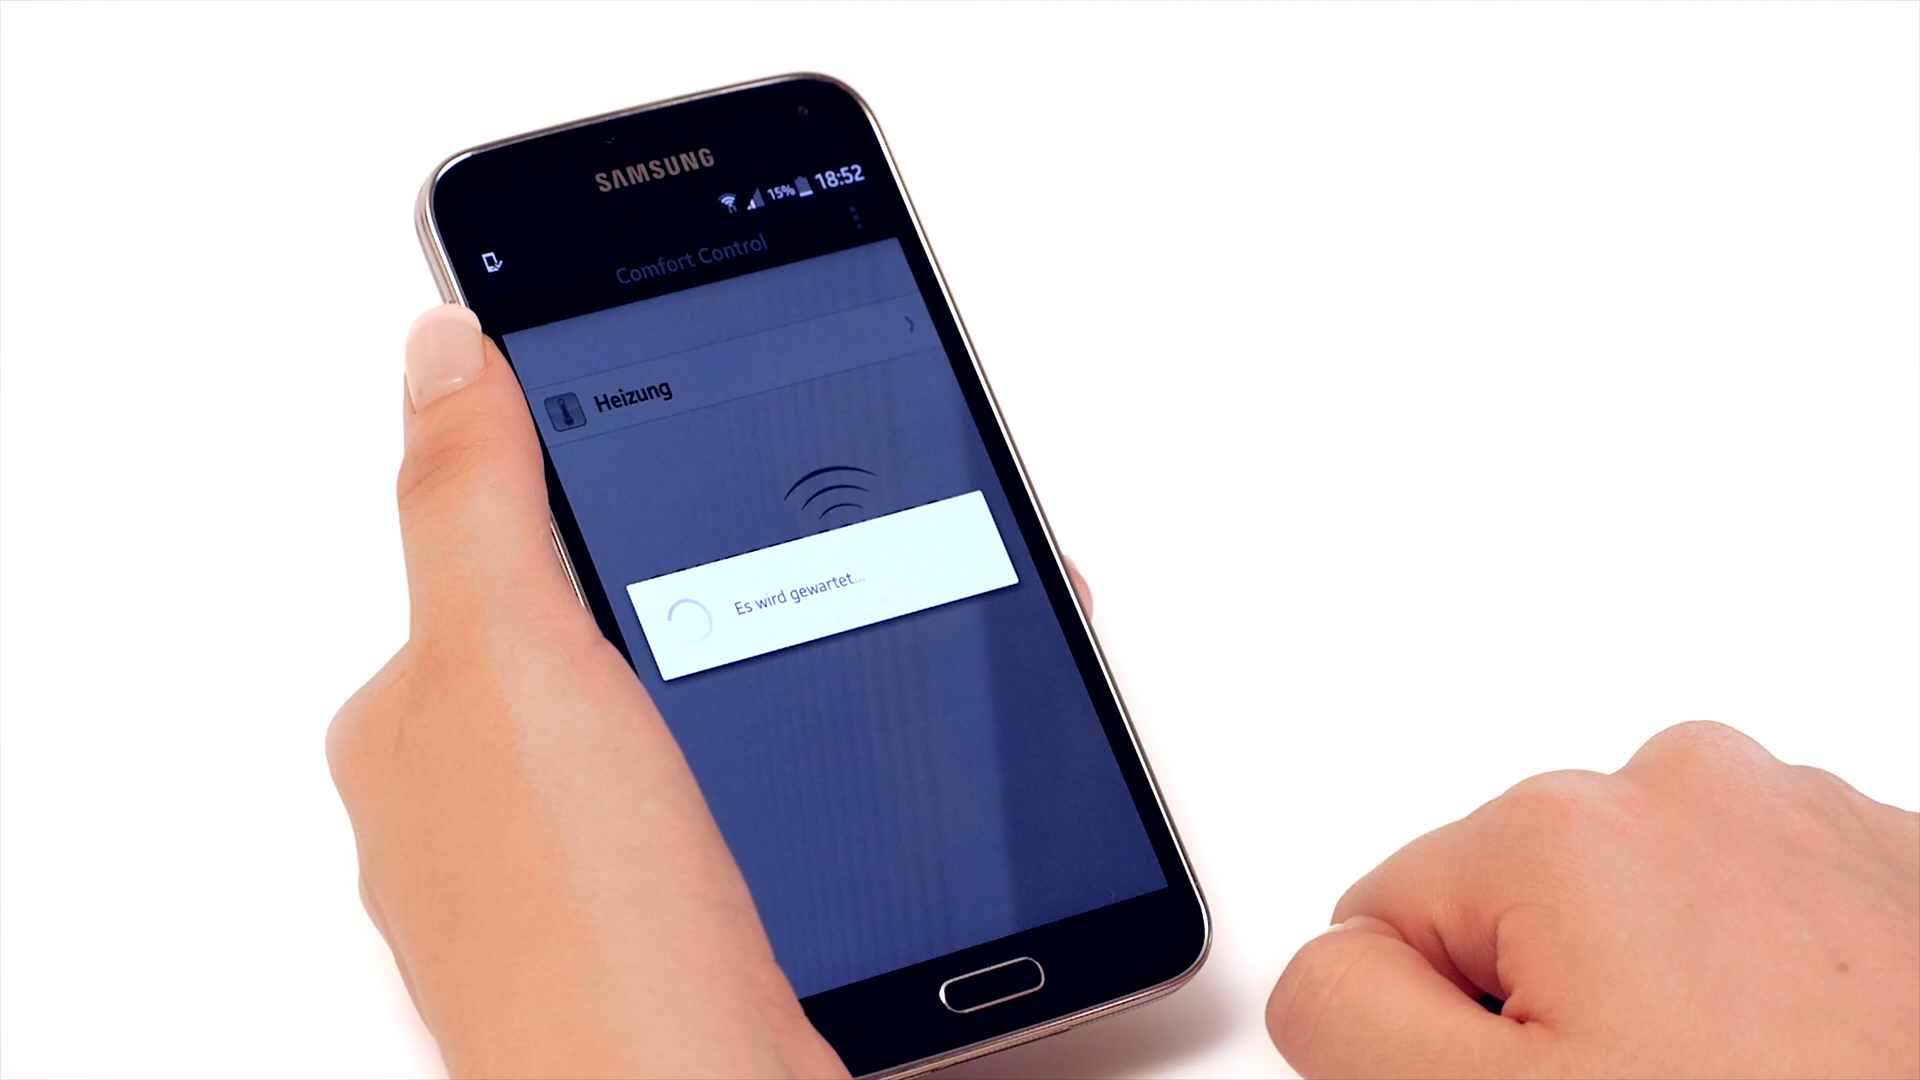 SAMSUNG
15% 18:52
Comfort Control
Heizung
Es wird gewartet...